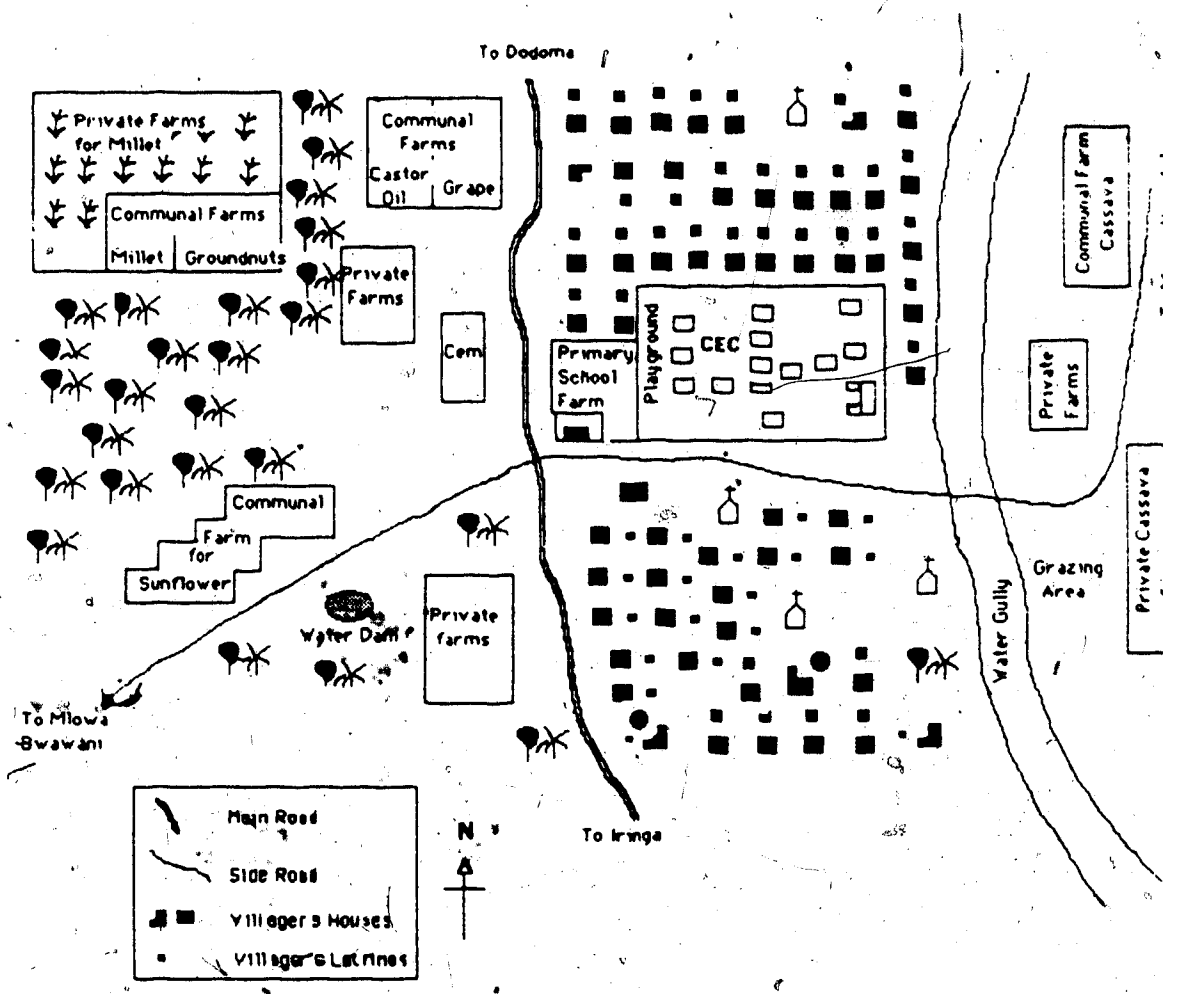 To Dodoma
Private Farms
for Millet
Communal Farms
Millet
Groundnuts
Communal
Farms
Castor
Oil
Grape
Private
Farms
Cem
Primary
School
Farm
Playground
CEC
Communal Farm
Cassava
Private
Farms
Private Cassava
Communal
Farm
for
Sunflower
Water Dam
Private
farms
Grazing
Area
Water Gully
To Mlowa
Bwawani
To Iringa
Main Road
Side Road
Villager's Houses
Villager's Latrines
N